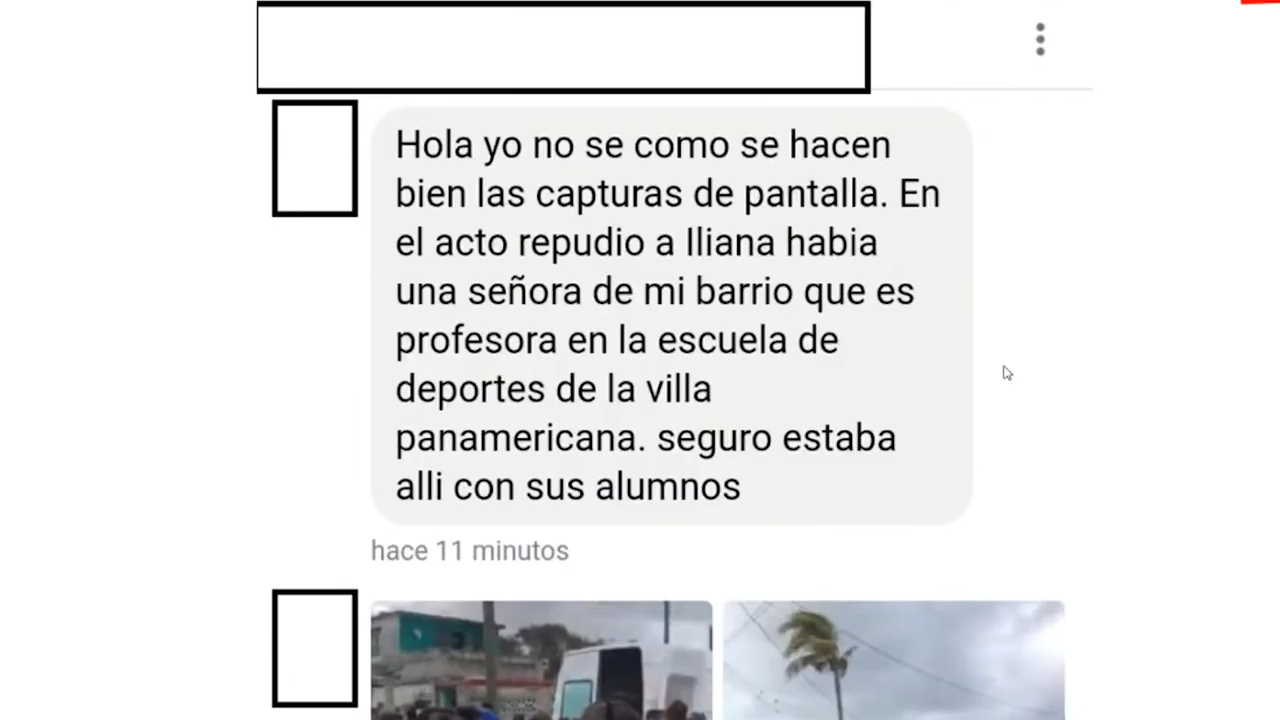 Hola yo no se como se hacen
bien las capturas de pantalla. En
el acto repudio a Iliana habia
una señora de mi barrio que es
profesora en la escuela de
deportes de la villa
panamericana. seguro estaba
alli con sus alumnos
hace 11 minutos